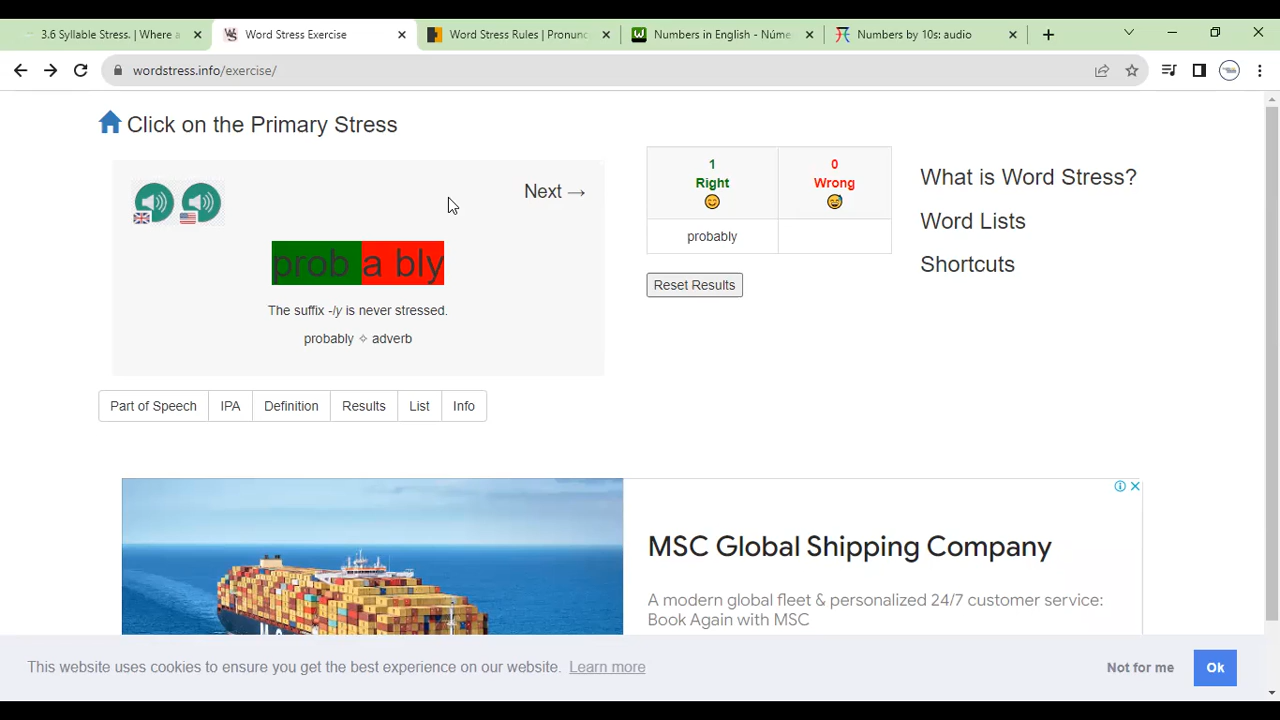 3.6 Syllable Stress. | Where a
Word Stress Exercise
Word Stress Rules | Pronunc
Numbers in English - Núme
Numbers by 10s: audio
wordstress.info/exercise/
Click on the Primary Stress
Next →
prob a bly
The suffix -ly is never stressed.
probably ✧ adverb
Part of Speech
IPA
Definition
Results
List
Info
1
Right
0
Wrong
probably
Reset Results
What is Word Stress?
Word Lists
Shortcuts
MSC Global Shipping Company
A modern global fleet & personalized 24/7 customer service:
Book Again with MSC
This website uses cookies to ensure you get the best experience on our website. Learn more
Not for me
Ok